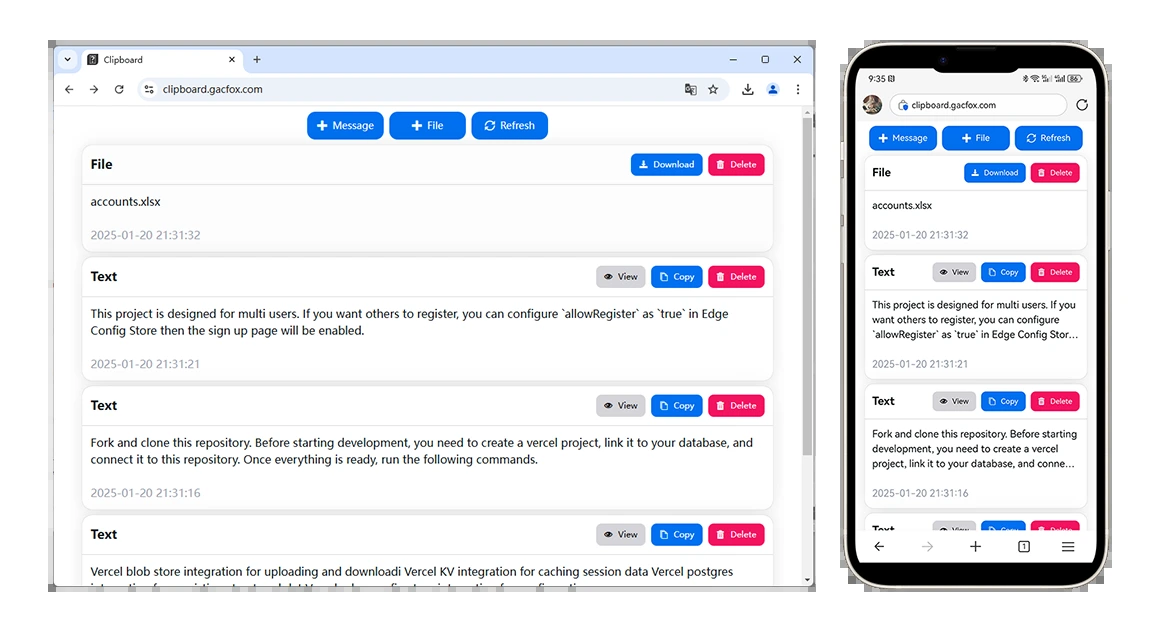 Clipboard
clipboard.gacfox.com
Message
File
Refresh
File
Download
Delete
accounts.xlsx
2025-01-20 21:31:32
Text
View
Copy
Delete
This project is designed for multi users. If you want others to register, you can configure `allowRegister` as `true` in Edge
Config Store then the sign up page will be enabled.
2025-01-20 21:31:21
Text
View
Copy
Delete
Fork and clone this repository. Before starting development, you need to create a vercel project, link it to your database, and
connect it to this repository. Once everything is ready, run the following commands.
2025-01-20 21:31:16
Text
View
Copy
Delete
Vercel blob store integration for uploading and downloadi Vercel KV integration for caching session data Vercel postgres
9:35
86
clipboard.gacfox.com
Message
File
Refresh
File
Download
Delete
accounts.xlsx
2025-01-20 21:31:32
Text
View
Copy
Delete
This project is designed for multi users. If you
want others to register, you can configure
`allowRegister` as `true` in Edge Config Stor...
2025-01-20 21:31:21
Text
View
Copy
Delete
Fork and clone this repository. Before starting
development, you need to create a vercel
project, link it to your database, and conne...
2025-01-20 21:31:16
Text
View
Copy
Delete
1